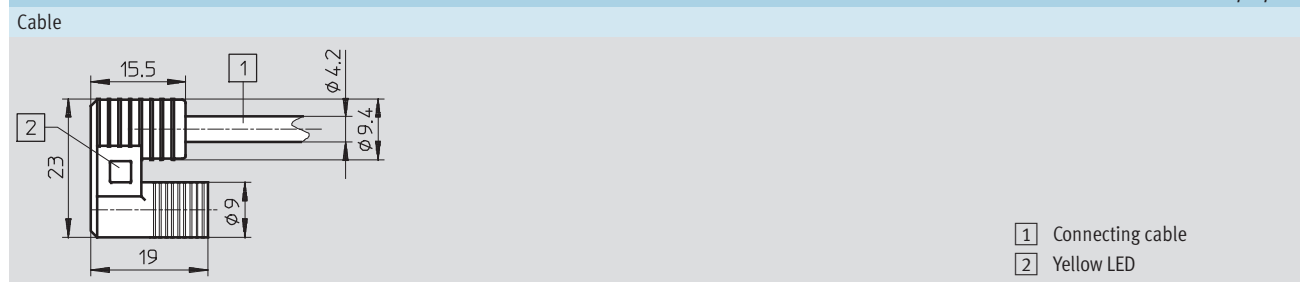 Cable
15.5
1
ø 4.2
ø 9.4
2
23
ø 9
19
1 Connecting cable
2 Yellow LED